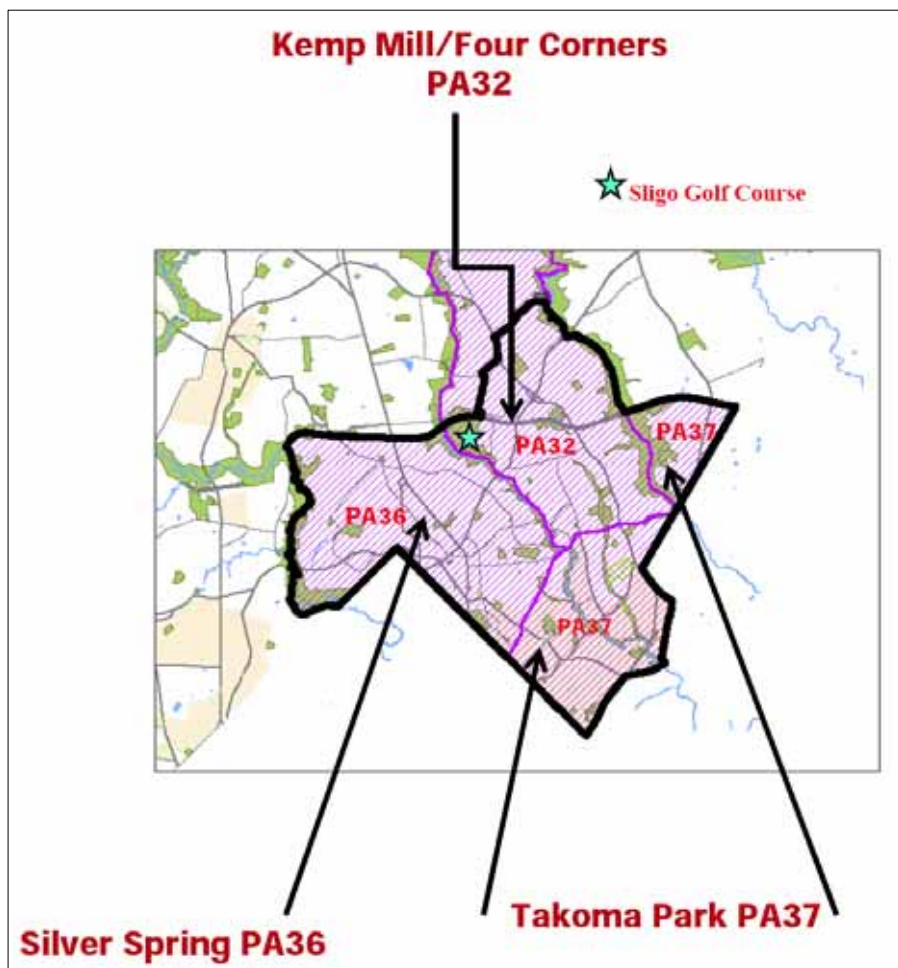 Kemp Mill/Four Corners
PA32
Sligo Golf Course
PA37
PA32
PA36
PA37
Takoma Park PA37
Silver Spring PA36